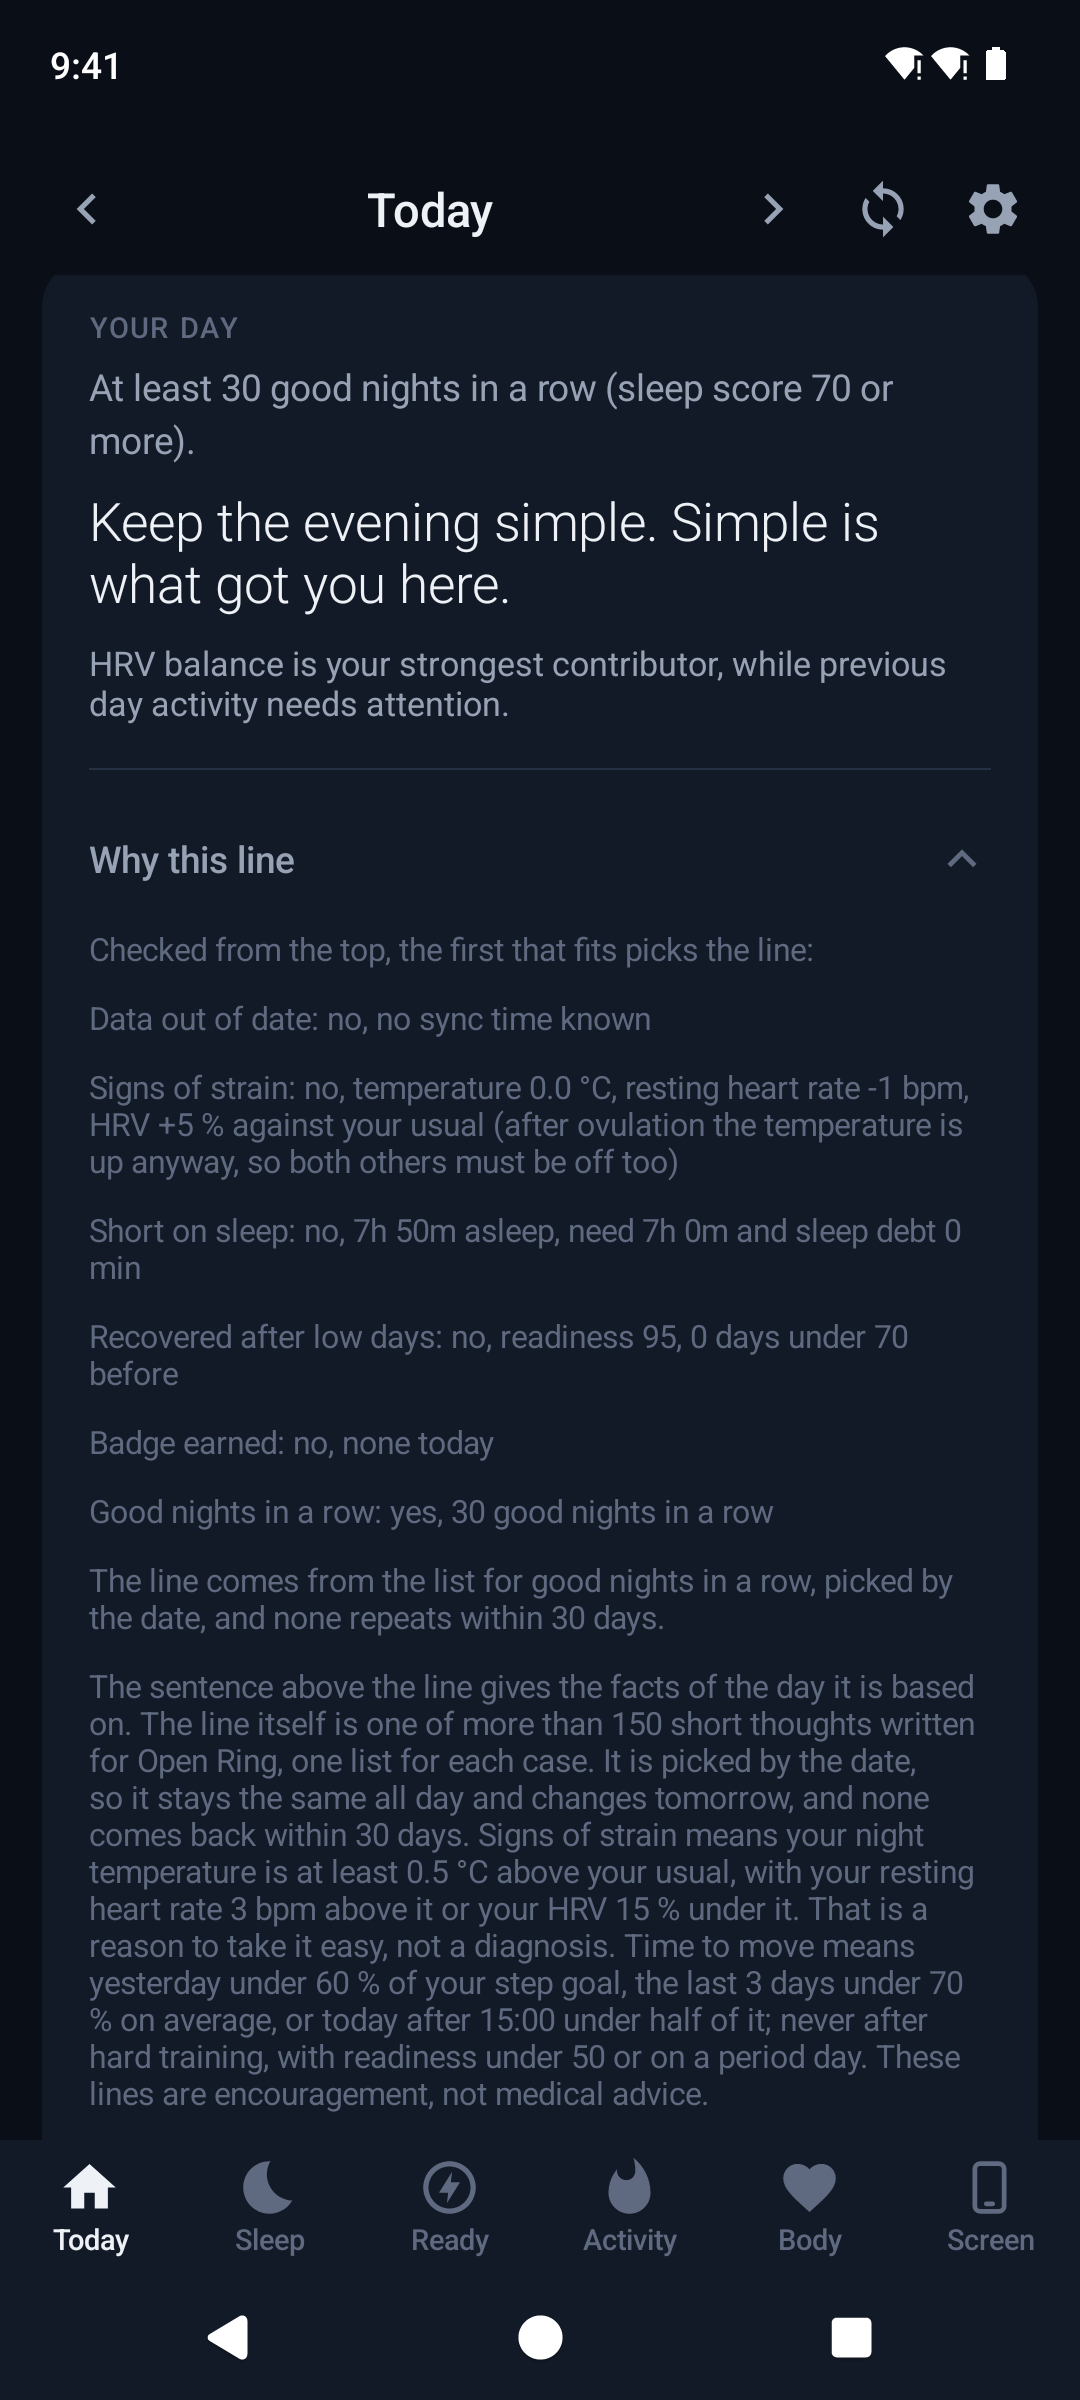 9:41
Today
YOUR DAY
At least 30 good nights in a row (sleep score 70 or
more).
Keep the evening simple. Simple is
what got you here.
HRV balance is your strongest contributor, while previous
day activity needs attention.
Why this line
Checked from the top, the first that fits picks the line:
Data out of date: no, no sync time known
Signs of strain: no, temperature 0.0 °C, resting heart rate -1 bpm,
HRV +5 % against your usual (after ovulation the temperature is
up anyway, so both others must be off too)
Short on sleep: no, 7h 50m asleep, need 7h 0m and sleep debt 0
min
Recovered after low days: no, readiness 95, 0 days under 70
before
Badge earned: no, none today
Good nights in a row: yes, 30 good nights in a row
The line comes from the list for good nights in a row, picked by
the date, and none repeats within 30 days.
The sentence above the line gives the facts of the day it is based
on. The line itself is one of more than 150 short thoughts written
for Open Ring, one list for each case. It is picked by the date,
so it stays the same all day and changes tomorrow, and none
comes back within 30 days. Signs of strain means your night
temperature is at least 0.5 °C above your usual, with your resting
heart rate 3 bpm above it or your HRV 15 % under it. That is a
reason to take it easy, not a diagnosis. Time to move means
yesterday under 60 % of your step goal, the last 3 days under 70
% on average, or today after 15:00 under half of it; never after
hard training, with readiness under 50 or on a period day. These
lines are encouragement, not medical advice.
Today
Sleep
Ready
Activity
Body
Screen